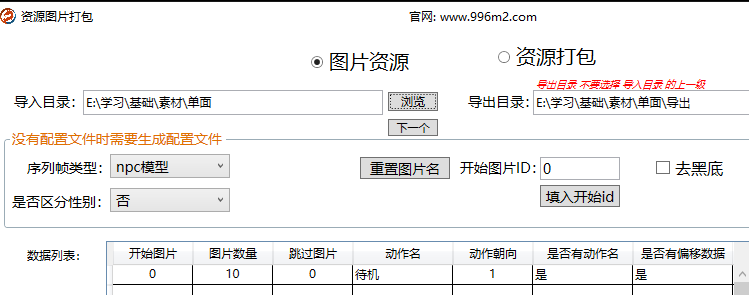 资源图片打包 官网: www.996m2.com
图片资源 资源打包
导出目录 不要选择 导入目录 的上一级
导入目录: E:\学习\基础\素材\单面 浏览 导出目录: E:\学习\基础\素材\单面\导出
下一个
没有配置文件时需要生成配置文件
序列帧类型: npc模型 重置图片名 开始图片ID: 0 去黑底
是否区分性别: 否 填入开始id
数据列表: 开始图片 图片数量 跳过图片 动作名 动作朝向 是否有动作名 是否有偏移数据
0 10 0 待机 1 是 是